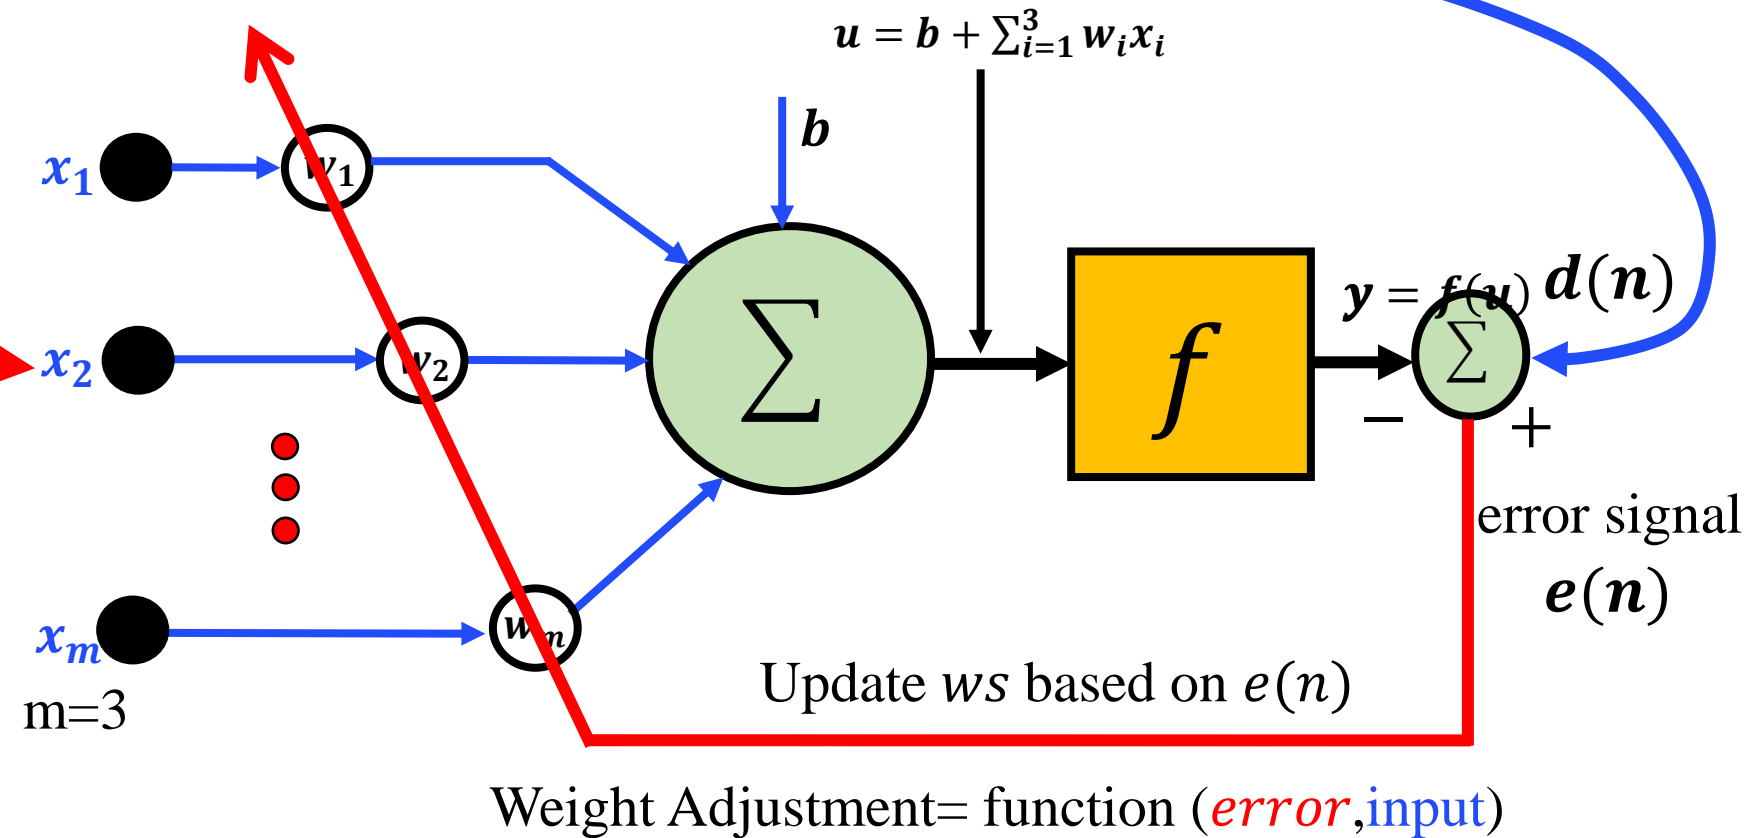 u = b + ∑³ᵢ₌₁ wᵢxᵢ
b
x₁
w₁
∑
f
y = f(u)
d(n)
∑
x₂
w₂
−
+
error signal
e(n)
xₘ
wₘ
m=3
Update ws based on e(n)
Weight Adjustment= function (error,input)